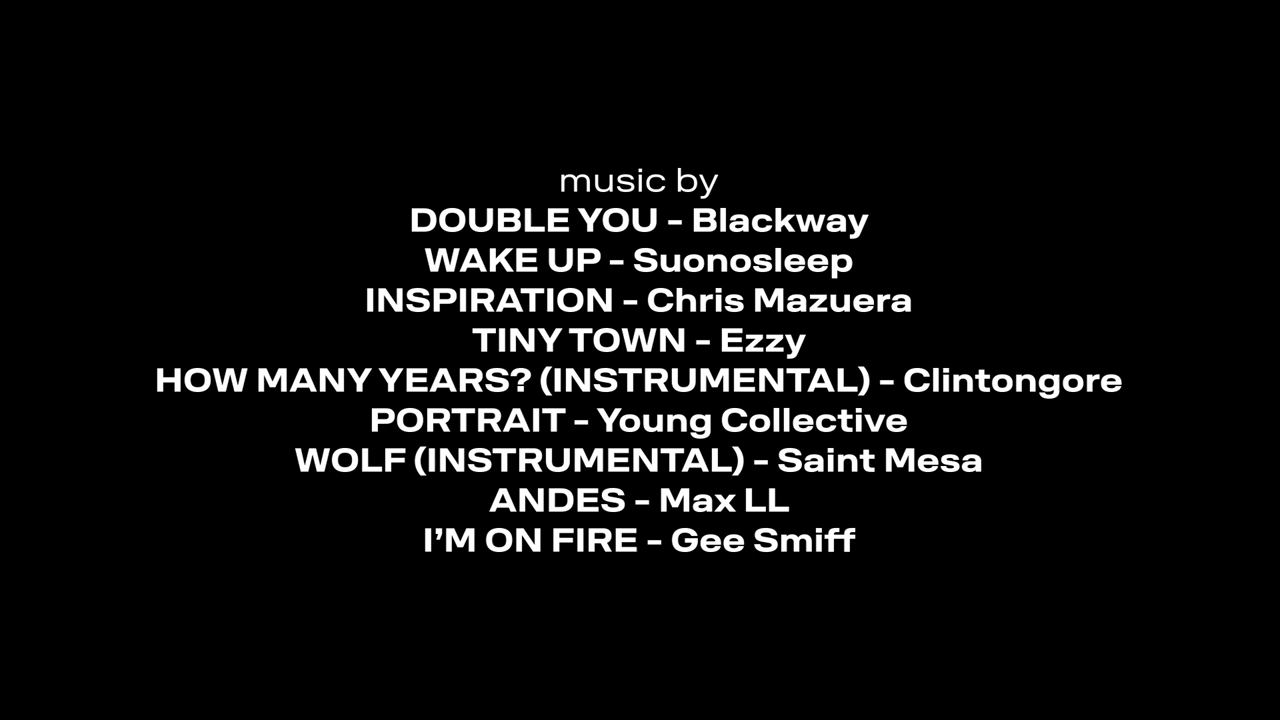 music by
DOUBLE YOU - Blackway
WAKE UP - Suonosleep
INSPIRATION - Chris Mazuera
TINY TOWN - Ezzy
HOW MANY YEARS? (INSTRUMENTAL) - Clintongore
PORTRAIT - Young Collective
WOLF (INSTRUMENTAL) - Saint Mesa
ANDES - Max LL
I’M ON FIRE - Gee Smiff